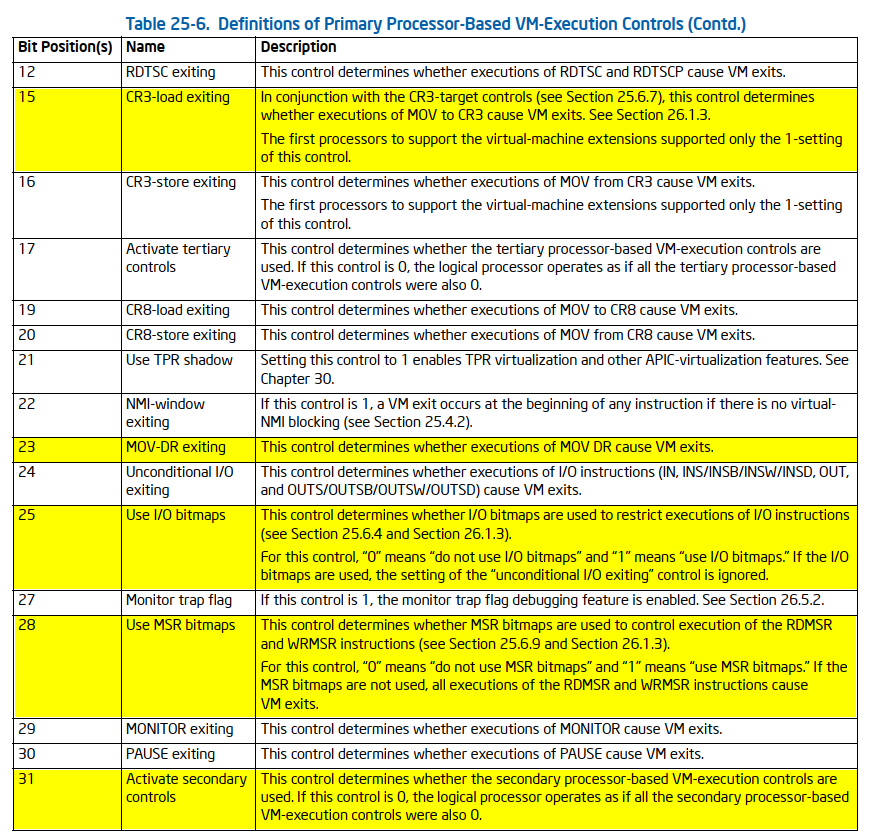 Table 25-6. Definitions of Primary Processor-Based VM-Execution Controls (Contd.)
Bit Position(s) Name Description
12 RDTSC exiting This control determines whether executions of RDTSC and RDTSCP cause VM exits.
15 CR3-load exiting In conjunction with the CR3-target controls (see Section 25.6.7), this control determines
whether executions of MOV to CR3 cause VM exits. See Section 26.1.3.
The first processors to support the virtual-machine extensions supported only the 1-setting
of this control.
16 CR3-store exiting This control determines whether executions of MOV from CR3 cause VM exits.
The first processors to support the virtual-machine extensions supported only the 1-setting
of this control.
17 Activate tertiary This control determines whether the tertiary processor-based VM-execution controls are
controls used. If this control is 0, the logical processor operates as if all the tertiary processor-based
VM-execution controls were also 0.
19 CR8-load exiting This control determines whether executions of MOV to CR8 cause VM exits.
20 CR8-store exiting This control determines whether executions of MOV from CR8 cause VM exits.
21 Use TPR shadow Setting this control to 1 enables TPR virtualization and other APIC-virtualization features. See
Chapter 30.
22 NMI-window If this control is 1, a VM exit occurs at the beginning of any instruction if there is no virtual-
exiting NMI blocking (see Section 25.4.2).
23 MOV-DR exiting This control determines whether executions of MOV DR cause VM exits.
24 Unconditional I/O This control determines whether executions of I/O instructions (IN, INS/INSB/INSW/INSD, OUT,
exiting and OUTS/OUTSB/OUTSW/OUTSD) cause VM exits.
25 Use I/O bitmaps This control determines whether I/O bitmaps are used to restrict executions of I/O instructions
(see Section 25.6.4 and Section 26.1.3).
For this control, “0” means “do not use I/O bitmaps” and “1” means “use I/O bitmaps.” If the I/O
bitmaps are used, the setting of the “unconditional I/O exiting” control is ignored.
27 Monitor trap flag If this control is 1, the monitor trap flag debugging feature is enabled. See Section 26.5.2.
28 Use MSR bitmaps This control determines whether MSR bitmaps are used to control execution of the RDMSR
and WRMSR instructions (see Section 25.6.9 and Section 26.1.3).
For this control, “0” means “do not use MSR bitmaps” and “1” means “use MSR bitmaps.” If the
MSR bitmaps are not used, all executions of the RDMSR and WRMSR instructions cause
VM exits.
29 MONITOR exiting This control determines whether executions of MONITOR cause VM exits.
30 PAUSE exiting This control determines whether executions of PAUSE cause VM exits.
31 Activate secondary This control determines whether the secondary processor-based VM-execution controls are
controls used. If this control is 0, the logical processor operates as if all the secondary processor-based
VM-execution controls were also 0.